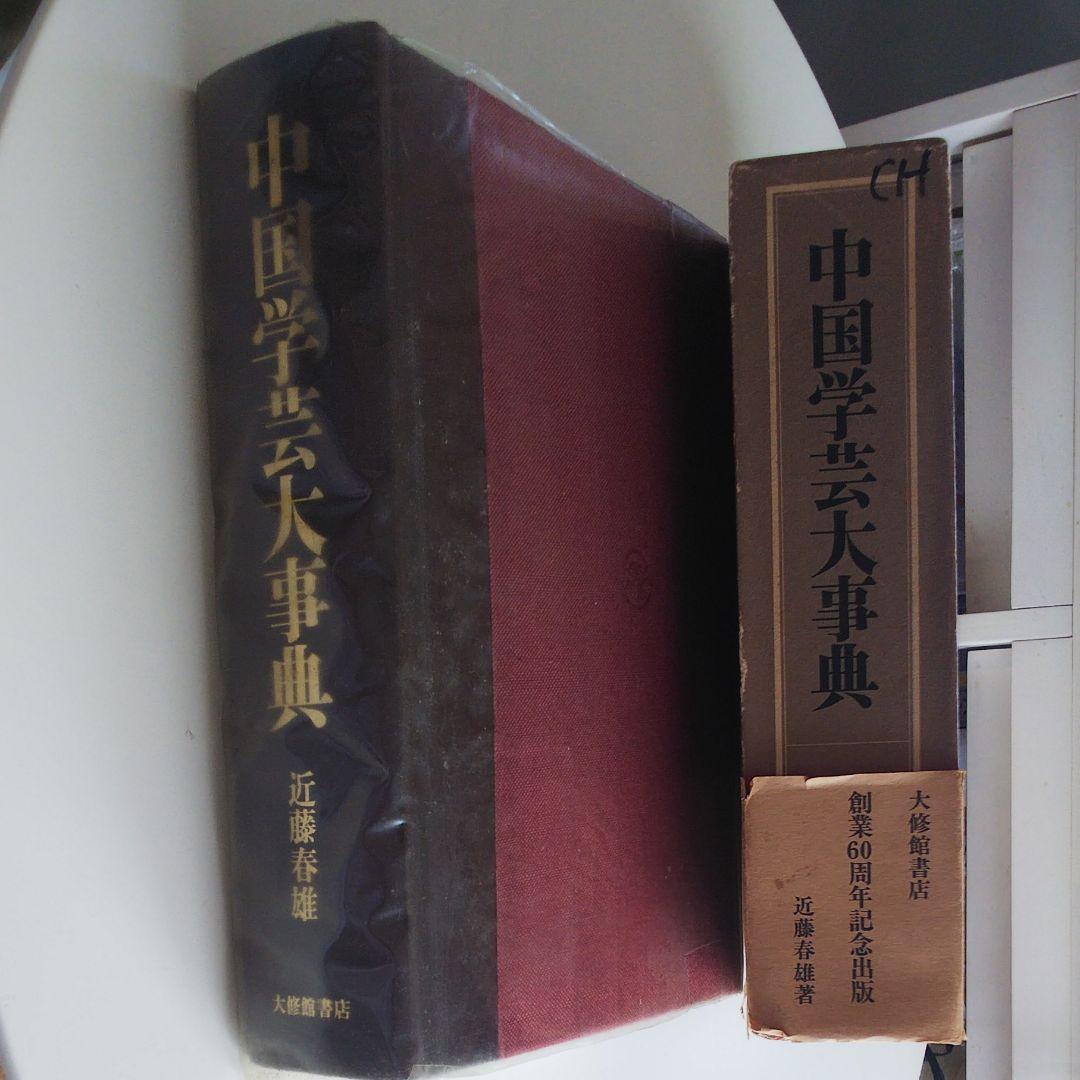 中国学芸大事典
近藤春雄
大修館書店
CH
中国学芸大事典
大修館書店
創業60周年記念出版
近藤春雄著